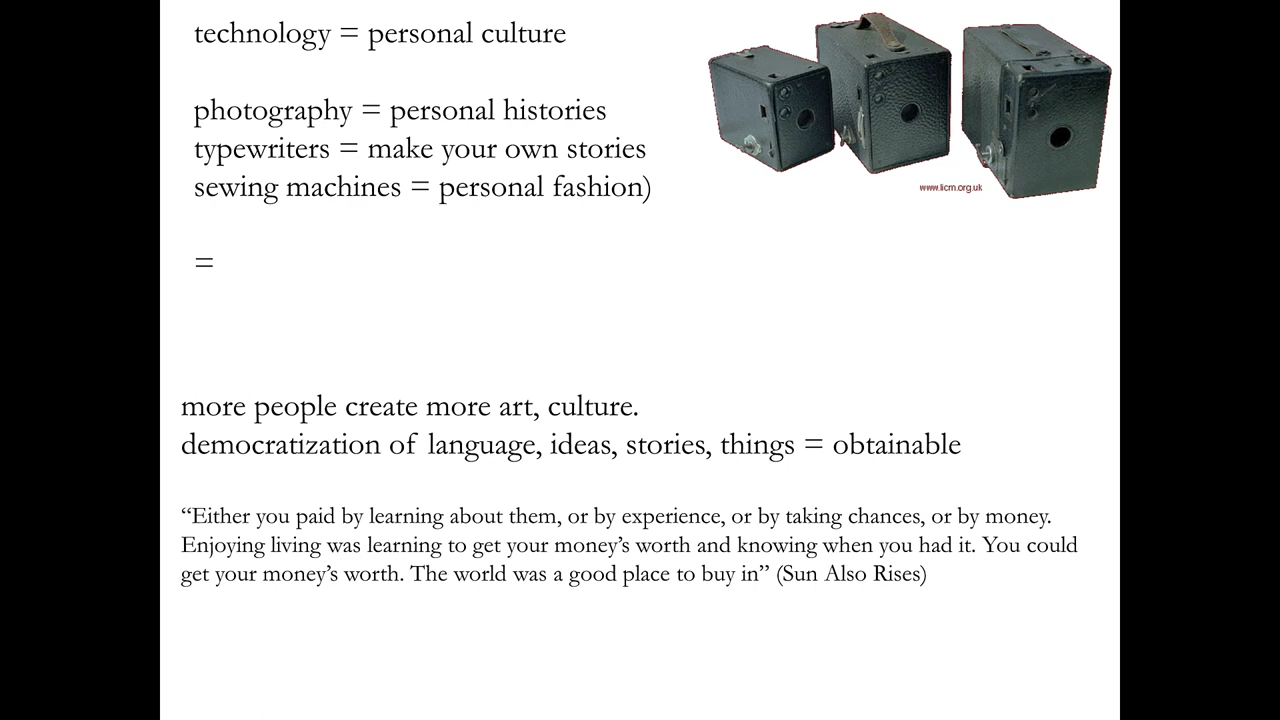 technology = personal culture
photography = personal histories
typewriters = make your own stories
sewing machines = personal fashion)
=
www.licm.org.uk
more people create more art, culture.
democratization of language, ideas, stories, things = obtainable
“Either you paid by learning about them, or by experience, or by taking chances, or by money.
Enjoying living was learning to get your money’s worth and knowing when you had it. You could
get your money’s worth. The world was a good place to buy in” (Sun Also Rises)